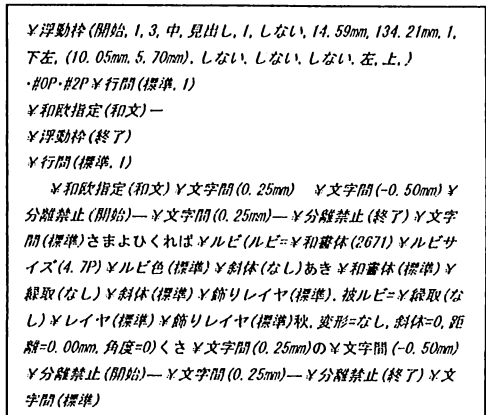 ¥浮動枠(開始, 1, 3, 中, 見出し, 1, しない, 14.59mm, 134.21mm, 1,
下左, (10.05mm, 5.70mm), しない, しない, しない, 左, 上, )
・#0P・#2P¥行間(標準, 1)
¥和欧指定(和文)―
¥浮動枠(終了)
¥行間(標準, 1)
¥和欧指定(和文)¥文字間(0.25mm) ¥文字間(-0.50mm)¥
分離禁止(開始)―¥文字間(0.25mm)―¥分離禁止(終了)¥文字
間(標準)さまよひくれば¥ルビ(ルビ=¥和書体(2671)¥ルビサ
イズ(4.7P)¥ルビ色(標準)¥斜体(なし)あき¥和書体(標準)¥
縁取(なし)¥斜体(標準)¥飾りレイヤ(標準), 被ルビ=¥縁取(な
し)¥レイヤ(標準)¥飾りレイヤ(標準)秋, 変形=なし, 斜体=0, 距
離=0.00mm, 角度=0)くさ¥文字間(0.25mm)の¥文字間(-0.50mm)
¥分離禁止(開始)―¥文字間(0.25mm)―¥分離禁止(終了)¥文
字間(標準)